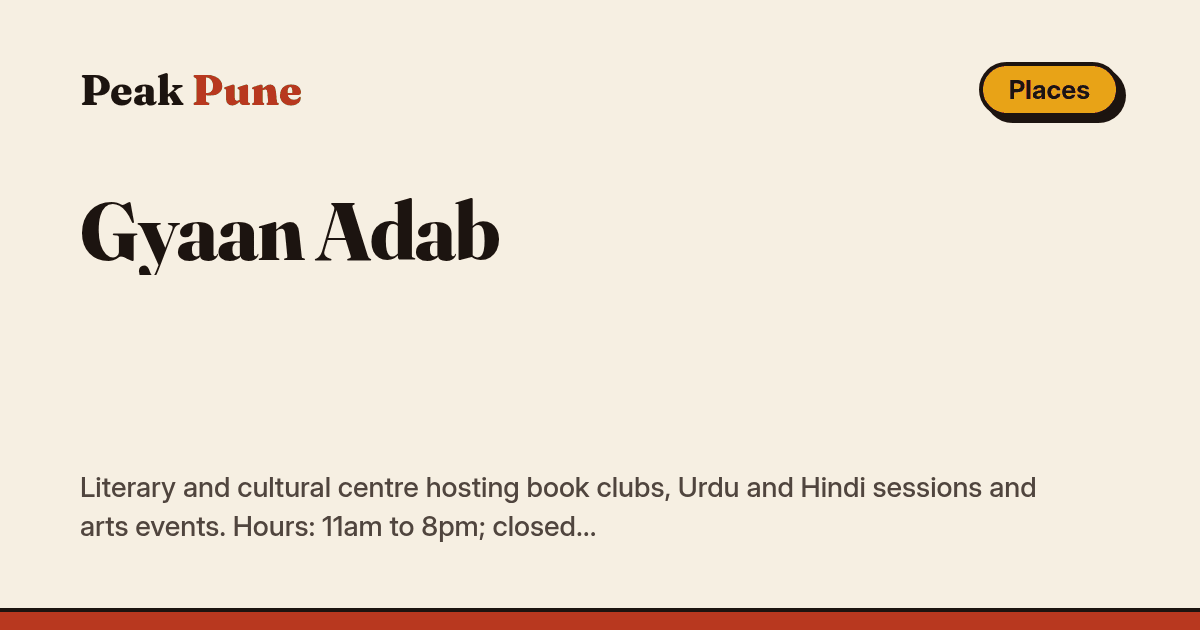 Peak Pune
Places
Gyaan Adab
Literary and cultural centre hosting book clubs, Urdu and Hindi sessions and
arts events. Hours: 11am to 8pm; closed...